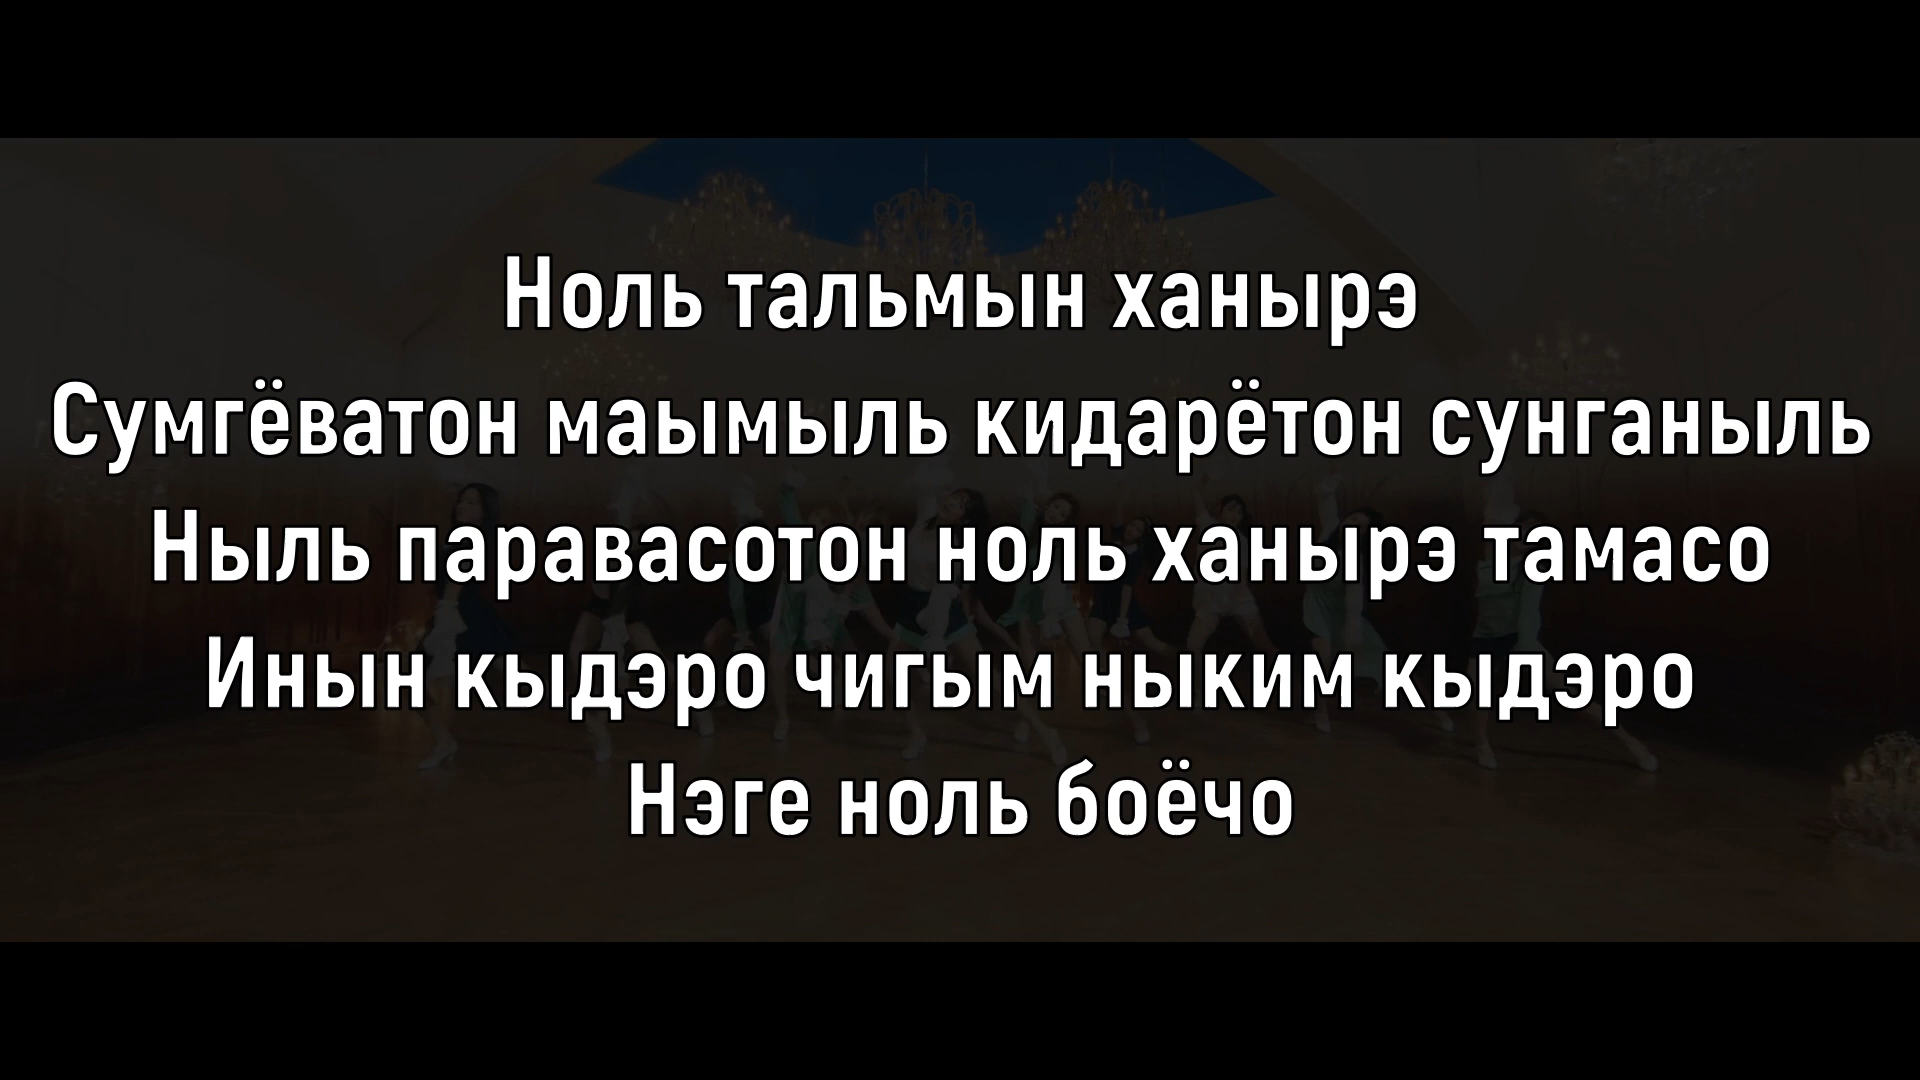 Ноль тальмын ханырэ
Сумгёватон маымыль кидарётон сунганыль
Ныль паравасотон ноль ханырэ тамасо
Инын кыдэро чигым ныким кыдэро
Нэге ноль боёчо